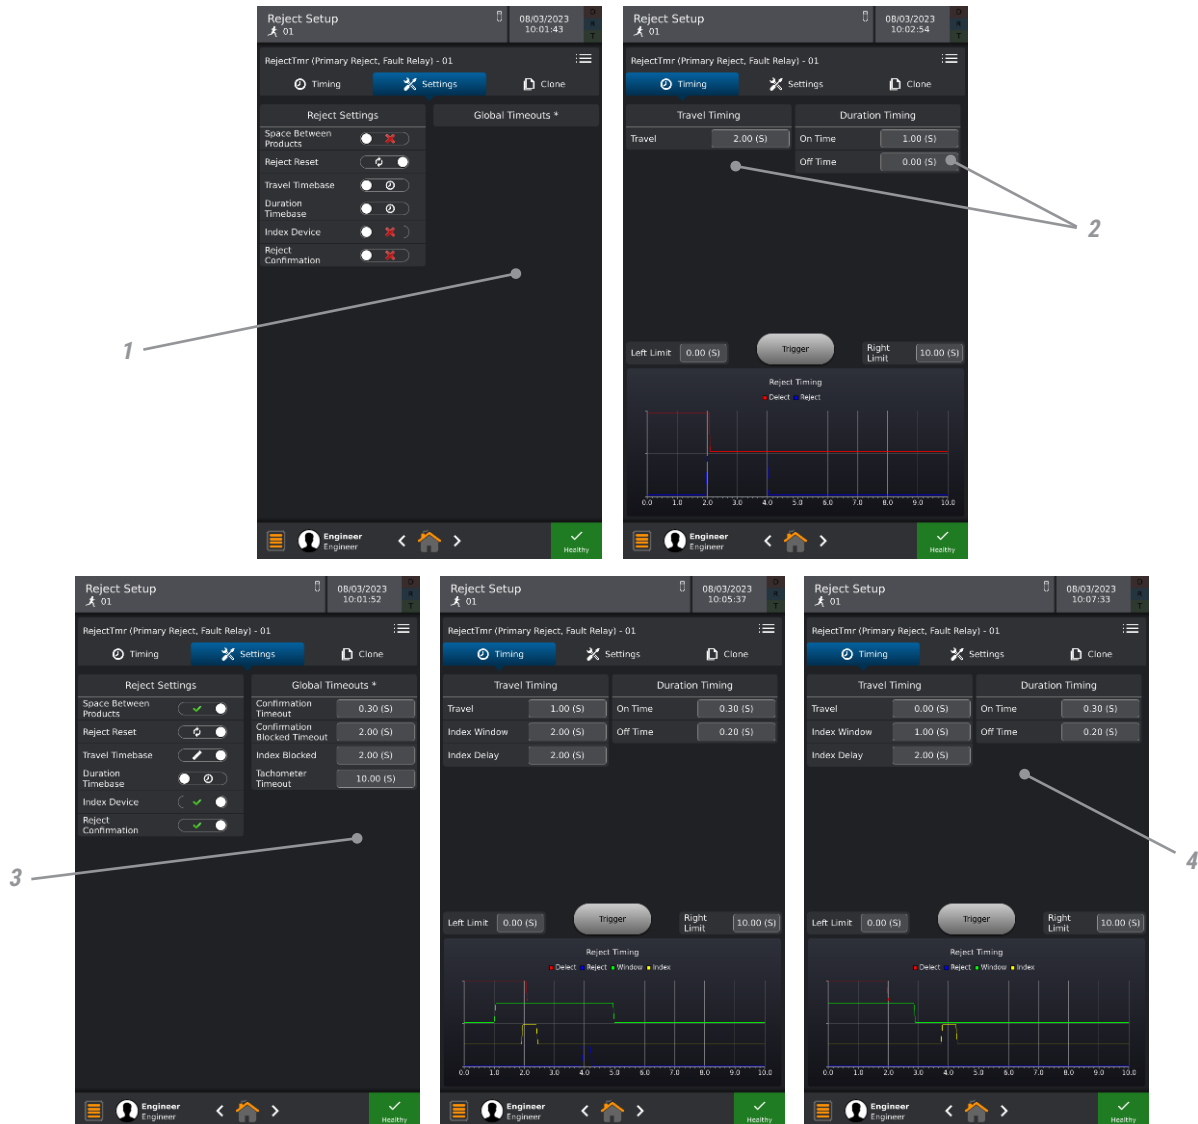 Reject Setup
01
08/03/2023
10:01:43
D
R
T
RejectTmr (Primary Reject, Fault Relay) - 01
Timing
Settings
Clone
Reject Settings
Global Timeouts *
Space Between
Products
Reject Reset
Travel Timebase
Duration
Timebase
Index Device
Reject
Confirmation
Engineer
Engineer
Healthy
1
Reject Setup
01
08/03/2023
10:02:54
D
R
T
RejectTmr (Primary Reject, Fault Relay) - 01
Timing
Settings
Clone
Travel Timing
Duration Timing
Travel 2.00 (S)
On Time 1.00 (S)
Off Time 0.00 (S)
Left Limit 0.00 (S)
Trigger
Right
Limit
10.00 (S)
Reject Timing
Delect Reject
0.0 1.0 2.0 3.0 4.0 5.0 6.0 7.0 8.0 9.0 10.0
Engineer
Engineer
Healthy
2
Reject Setup
01
08/03/2023
10:01:52
D
R
T
RejectTmr (Primary Reject, Fault Relay) - 01
Timing
Settings
Clone
Reject Settings
Global Timeouts *
Space Between
Products
Reject Reset
Travel Timebase
Duration
Timebase
Index Device
Reject
Confirmation
Confirmation
Timeout
0.30 (S)
Confirmation
Blocked Timeout
2.00 (S)
Index Blocked 2.00 (S)
Tachometer
Timeout
10.00 (S)
Engineer
Engineer
Healthy
3
Reject Setup
01
08/03/2023
10:05:37
D
R
T
RejectTmr (Primary Reject, Fault Relay) - 01
Timing
Settings
Clone
Travel Timing
Duration Timing
Travel 1.00 (S)
Index Window 2.00 (S)
Index Delay 2.00 (S)
On Time 0.30 (S)
Off Time 0.20 (S)
Left Limit 0.00 (S)
Trigger
Right
Limit
10.00 (S)
Reject Timing
Delect Reject Window Index
0.0 1.0 2.0 3.0 4.0 5.0 6.0 7.0 8.0 9.0 10.0
Engineer
Engineer
Healthy
Reject Setup
01
08/03/2023
10:07:33
D
R
T
RejectTmr (Primary Reject, Fault Relay) - 01
Timing
Settings
Clone
Travel Timing
Duration Timing
Travel 0.00 (S)
Index Window 1.00 (S)
Index Delay 2.00 (S)
On Time 0.30 (S)
Off Time 0.20 (S)
Left Limit 0.00 (S)
Trigger
Right
Limit
10.00 (S)
Reject Timing
Delect Reject Window Index
0.0 1.0 2.0 3.0 4.0 5.0 6.0 7.0 8.0 9.0 10.0
Engineer
Engineer
Healthy
4